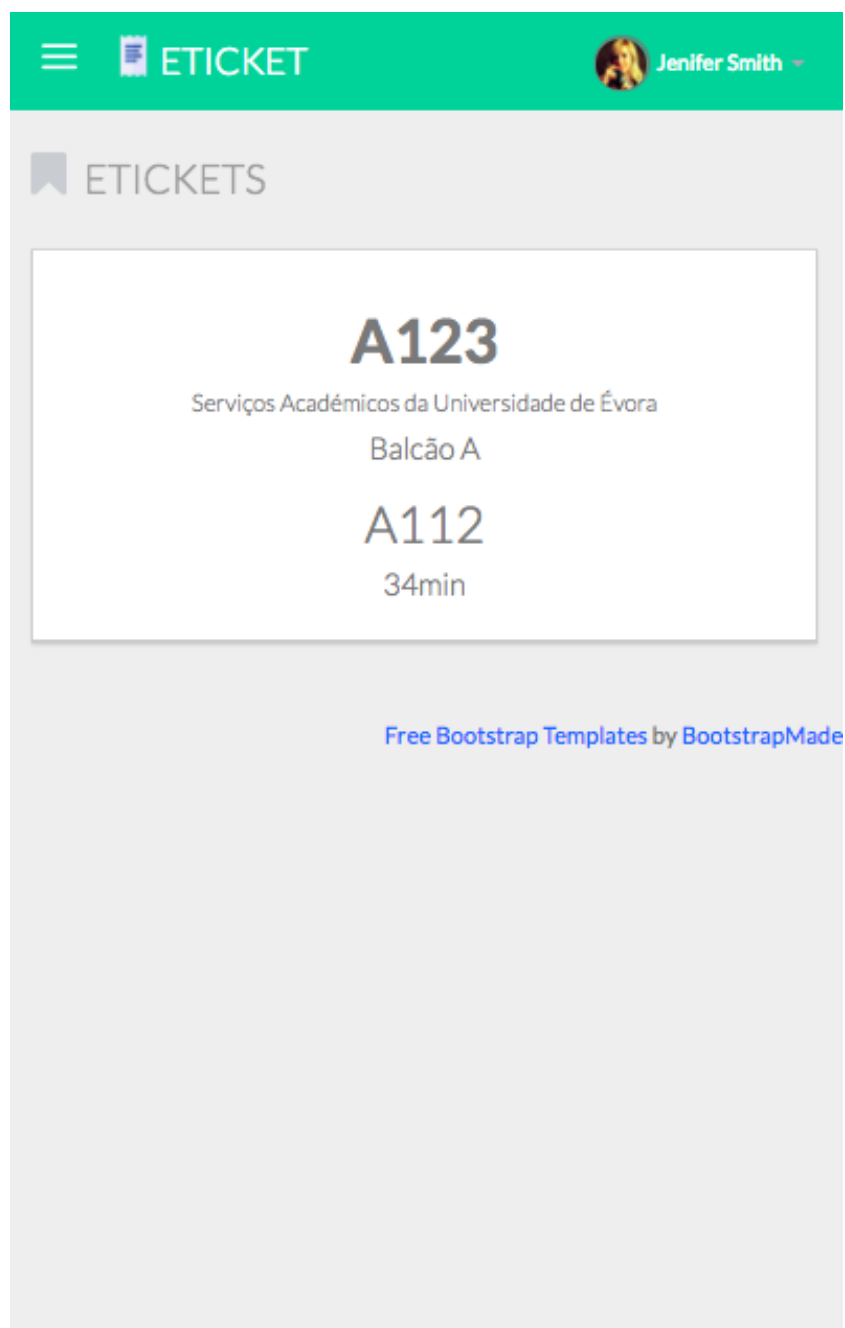 ETICKET
Jenifer Smith
ETICKETS
A123
Serviços Académicos da Universidade de Évora
Balcão A
A112
34min
Free Bootstrap Templates by BootstrapMade